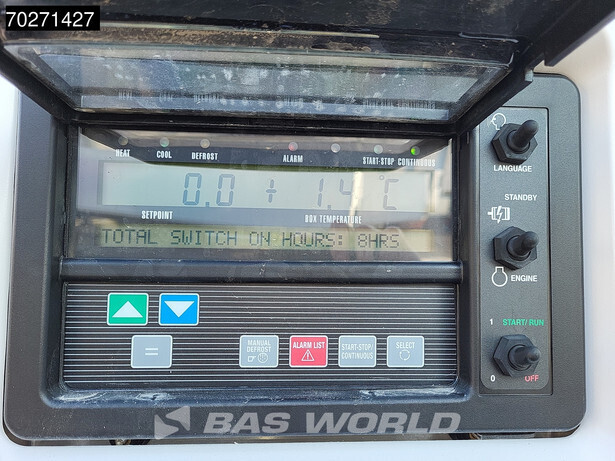 70271427
HEAT COOL DEFROST ALARM START-STOP CONTINUOUS
0.0 + 1.4 °C
SETPOINT BOX TEMPERATURE
TOTAL SWITCH ON HOURS: 8HRS
LANGUAGE
STANDBY
ENGINE
1 START/RUN
0 OFF
=
MANUAL DEFROST
ALARM LIST
START-STOP CONTINUOUS
SELECT
BAS WORLD